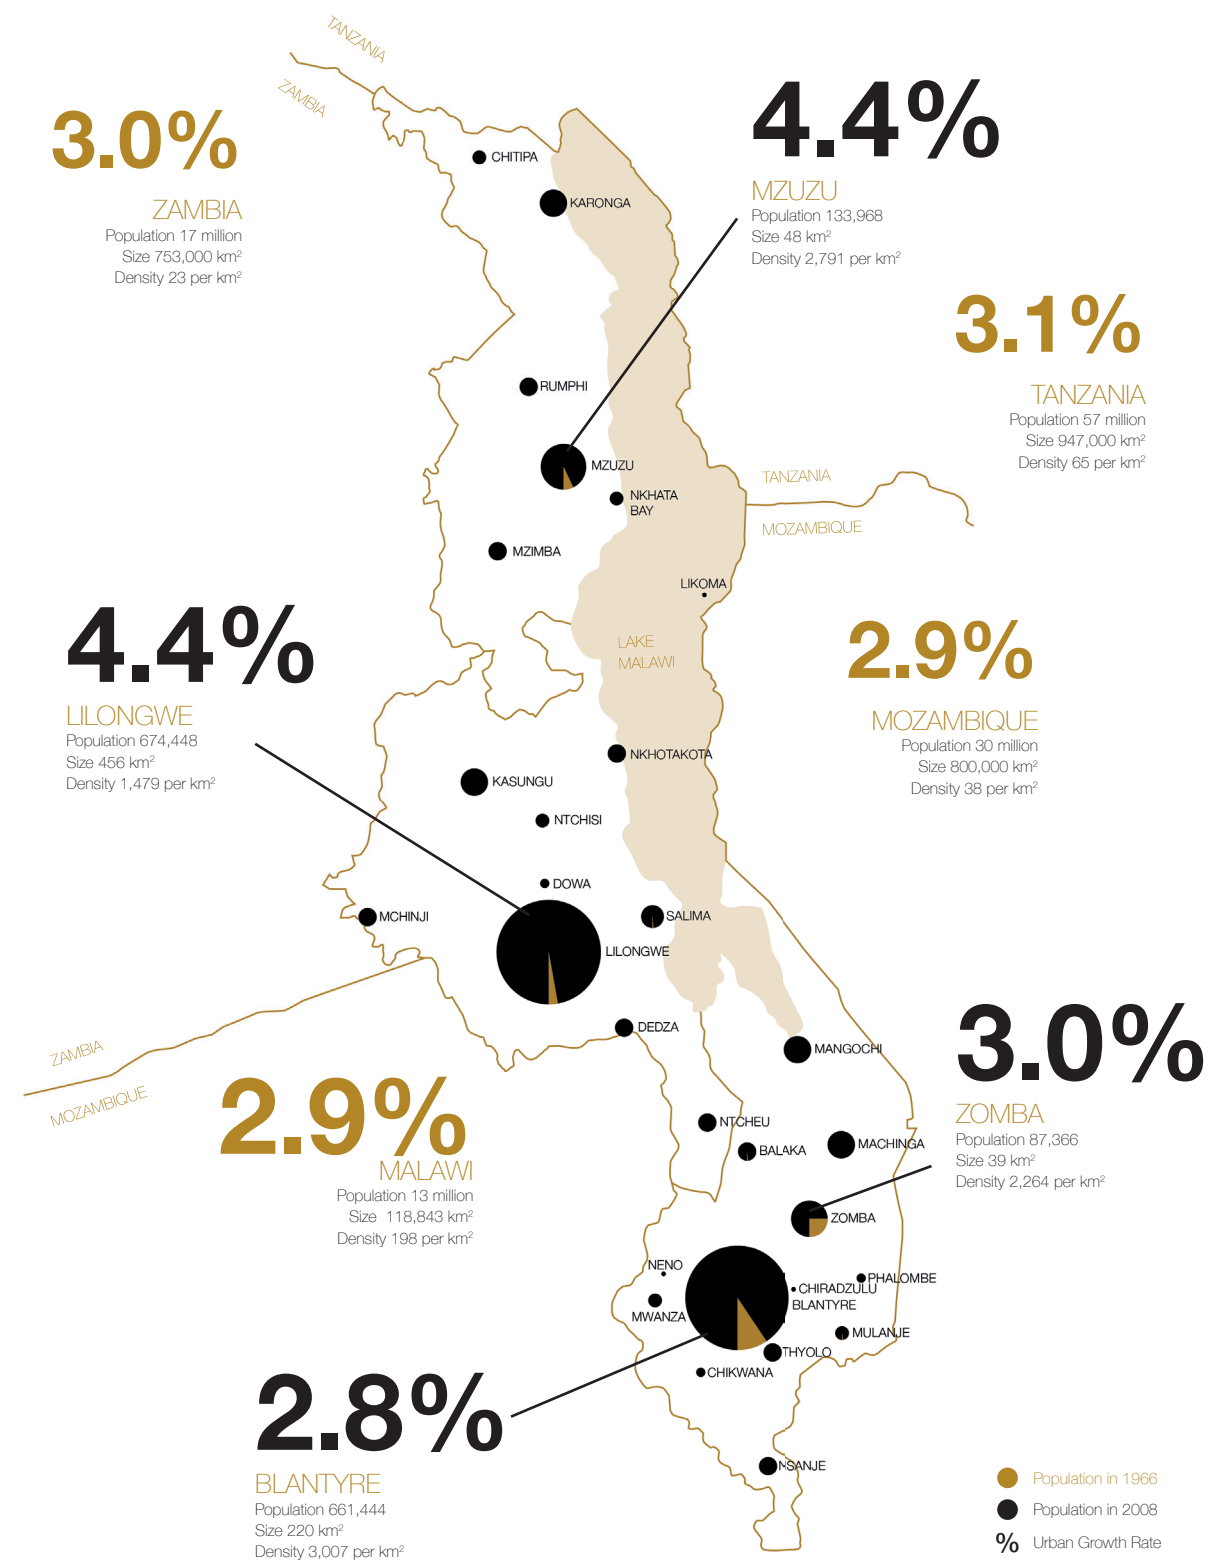 TANZANIA
ZAMBIA
3.0%
ZAMBIA
Population 17 million
Size 753,000 km²
Density 23 per km²
4.4%
MZUZU
Population 133,968
Size 48 km²
Density 2,791 per km²
CHITIPA
KARONGA
3.1%
TANZANIA
Population 57 million
Size 947,000 km²
Density 65 per km²
RUMPHI
MZUZU
NKHATA
BAY
TANZANIA
MOZAMBIQUE
MZIMBA
LIKOMA
4.4%
LILONGWE
Population 674,448
Size 456 km²
Density 1,479 per km²
LAKE
MALAWI
2.9%
MOZAMBIQUE
Population 30 million
Size 800,000 km²
Density 38 per km²
NKHOTAKOTA
KASUNGU
NTCHISI
DOWA
MCHINJI
SALIMA
LILONGWE
DEDZA
MANGOCHI
ZAMBIA
MOZAMBIQUE
3.0%
ZOMBA
Population 87,366
Size 39 km²
Density 2,264 per km²
2.9%
MALAWI
Population 13 million
Size 118,843 km²
Density 198 per km²
NTCHEU
BALAKA
MACHINGA
ZOMBA
NENO
PHALOMBE
CHIRADZULU
BLANTYRE
MWANZA
MULANJE
THYOLO
CHIKWANA
2.8%
BLANTYRE
Population 661,444
Size 220 km²
Density 3,007 per km²
NSANJE
Population in 1966
Population in 2008
% Urban Growth Rate